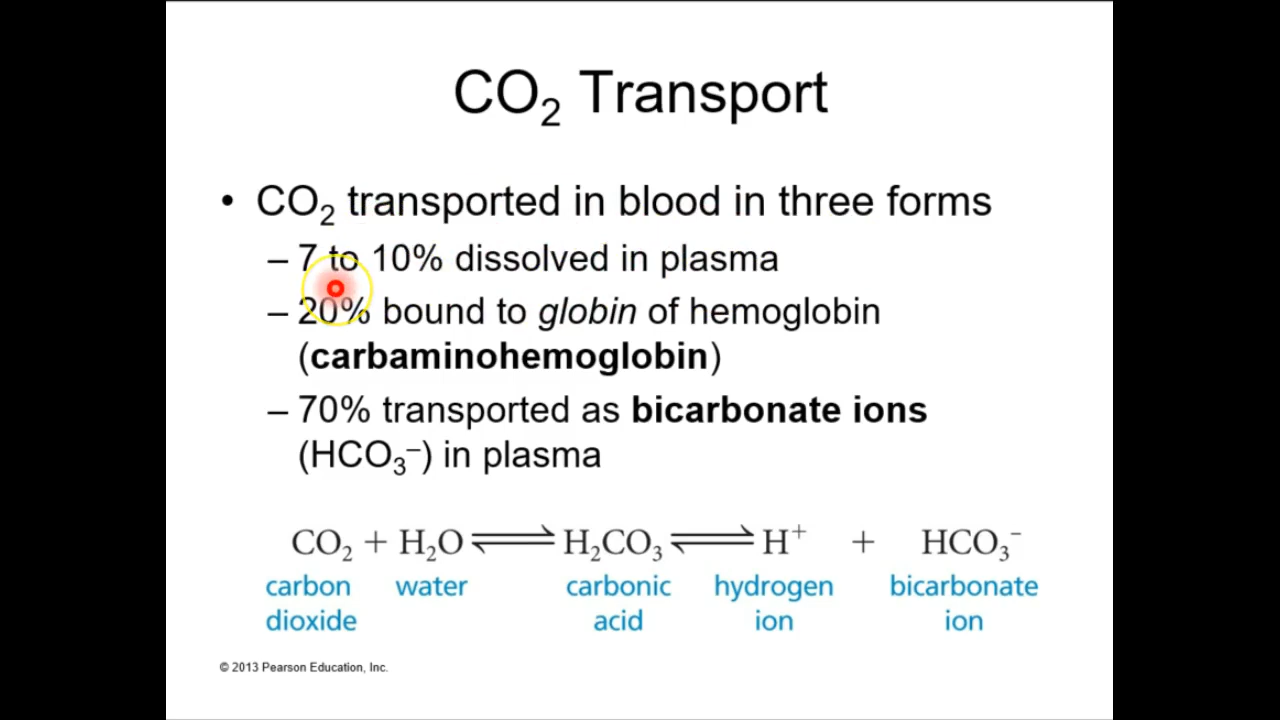 CO₂ Transport
• CO₂ transported in blood in three forms
– 7 to 10% dissolved in plasma
– 20% bound to globin of hemoglobin
(carbaminohemoglobin)
– 70% transported as bicarbonate ions
(HCO₃⁻) in plasma
CO₂ + H₂O ⇌ H₂CO₃ ⇌ H⁺ + HCO₃⁻
carbon water carbonic hydrogen bicarbonate
dioxide acid ion ion
© 2013 Pearson Education, Inc.